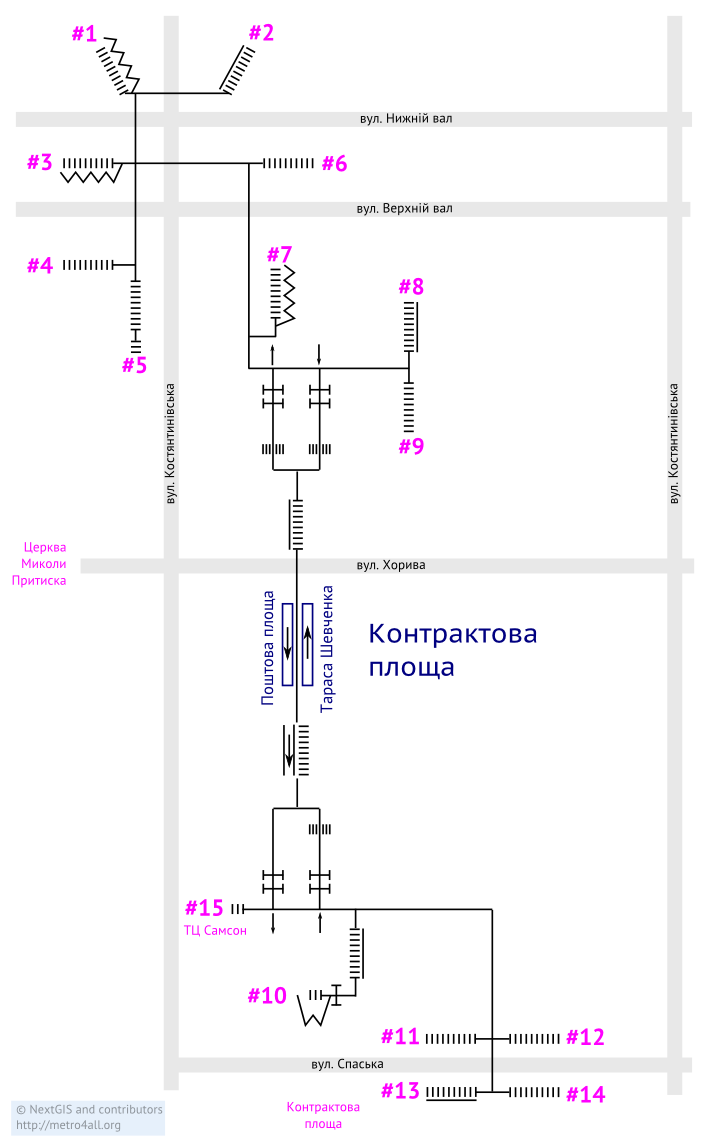 #1
#2
вул. Нижній вал
#3
#6
вул. Верхній вал
#7
#4
#8
#5
вул. Костянтинівська
вул. Костянтинівська
#9
Церква
Миколи
Притиска
вул. Хорива
Поштова площа
Тараса Шевченка
Контрактова
площа
#15
ТЦ Самсон
#10
#11
#12
вул. Спаська
#13
#14
Контрактова
площа
© NextGIS and contributors
http://metro4all.org